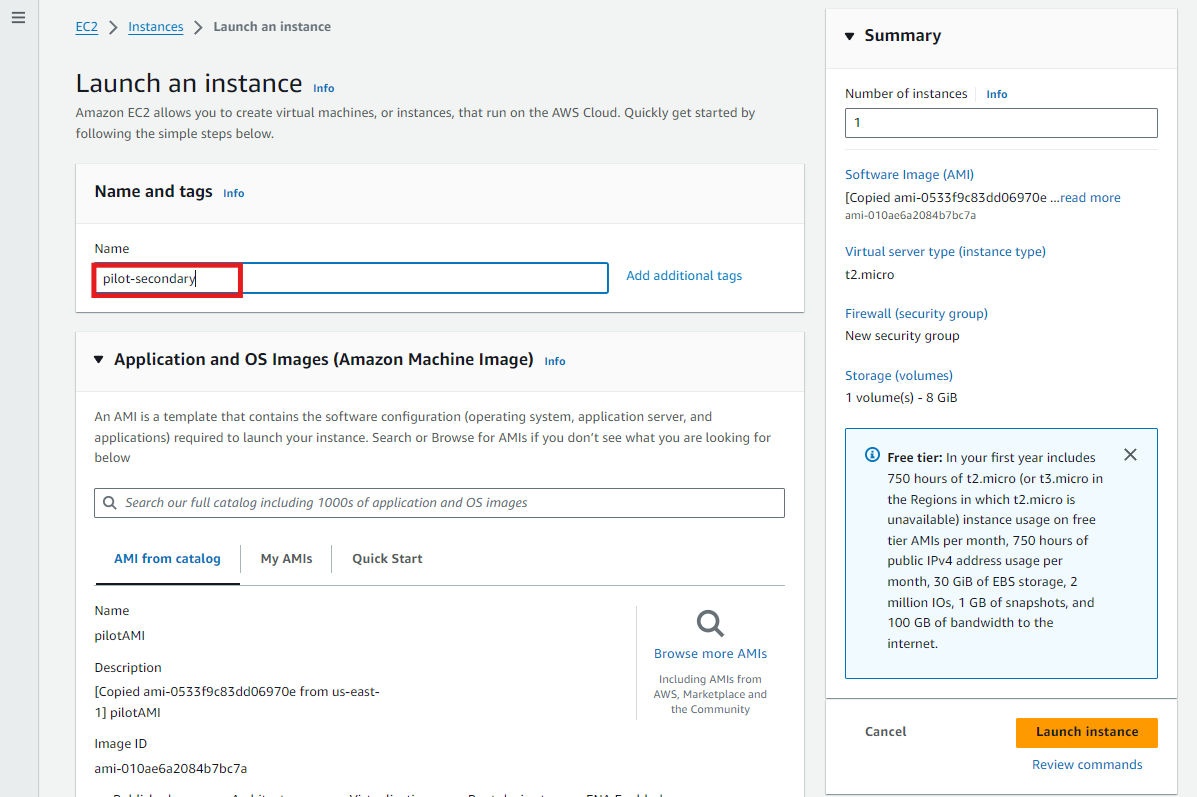 EC2 > Instances > Launch an instance
Launch an instance Info
Amazon EC2 allows you to create virtual machines, or instances, that run on the AWS Cloud. Quickly get started by
following the simple steps below.
Name and tags Info
Name
pilot-secondary
Add additional tags
Application and OS Images (Amazon Machine Image) Info
An AMI is a template that contains the software configuration (operating system, application server, and
applications) required to launch your instance. Search or Browse for AMIs if you don't see what you are looking for
below
Search our full catalog including 1000s of application and OS images
AMI from catalog
My AMIs
Quick Start
Name
pilotAMI
Description
[Copied ami-0533f9c83dd06970e from us-east-
1] pilotAMI
Image ID
ami-010ae6a2084b7bc7a
Browse more AMIs
Including AMIs from
AWS, Marketplace and
the Community
Summary
Number of instances Info
1
Software Image (AMI)
[Copied ami-0533f9c83dd06970e ...read more
ami-010ae6a2084b7bc7a
Virtual server type (instance type)
t2.micro
Firewall (security group)
New security group
Storage (volumes)
1 volume(s) - 8 GiB
Free tier: In your first year includes
750 hours of t2.micro (or t3.micro in
the Regions in which t2.micro is
unavailable) instance usage on free
tier AMIs per month, 750 hours of
public IPv4 address usage per
month, 30 GiB of EBS storage, 2
million IOs, 1 GB of snapshots, and
100 GB of bandwidth to the
internet.
Cancel
Launch instance
Review commands